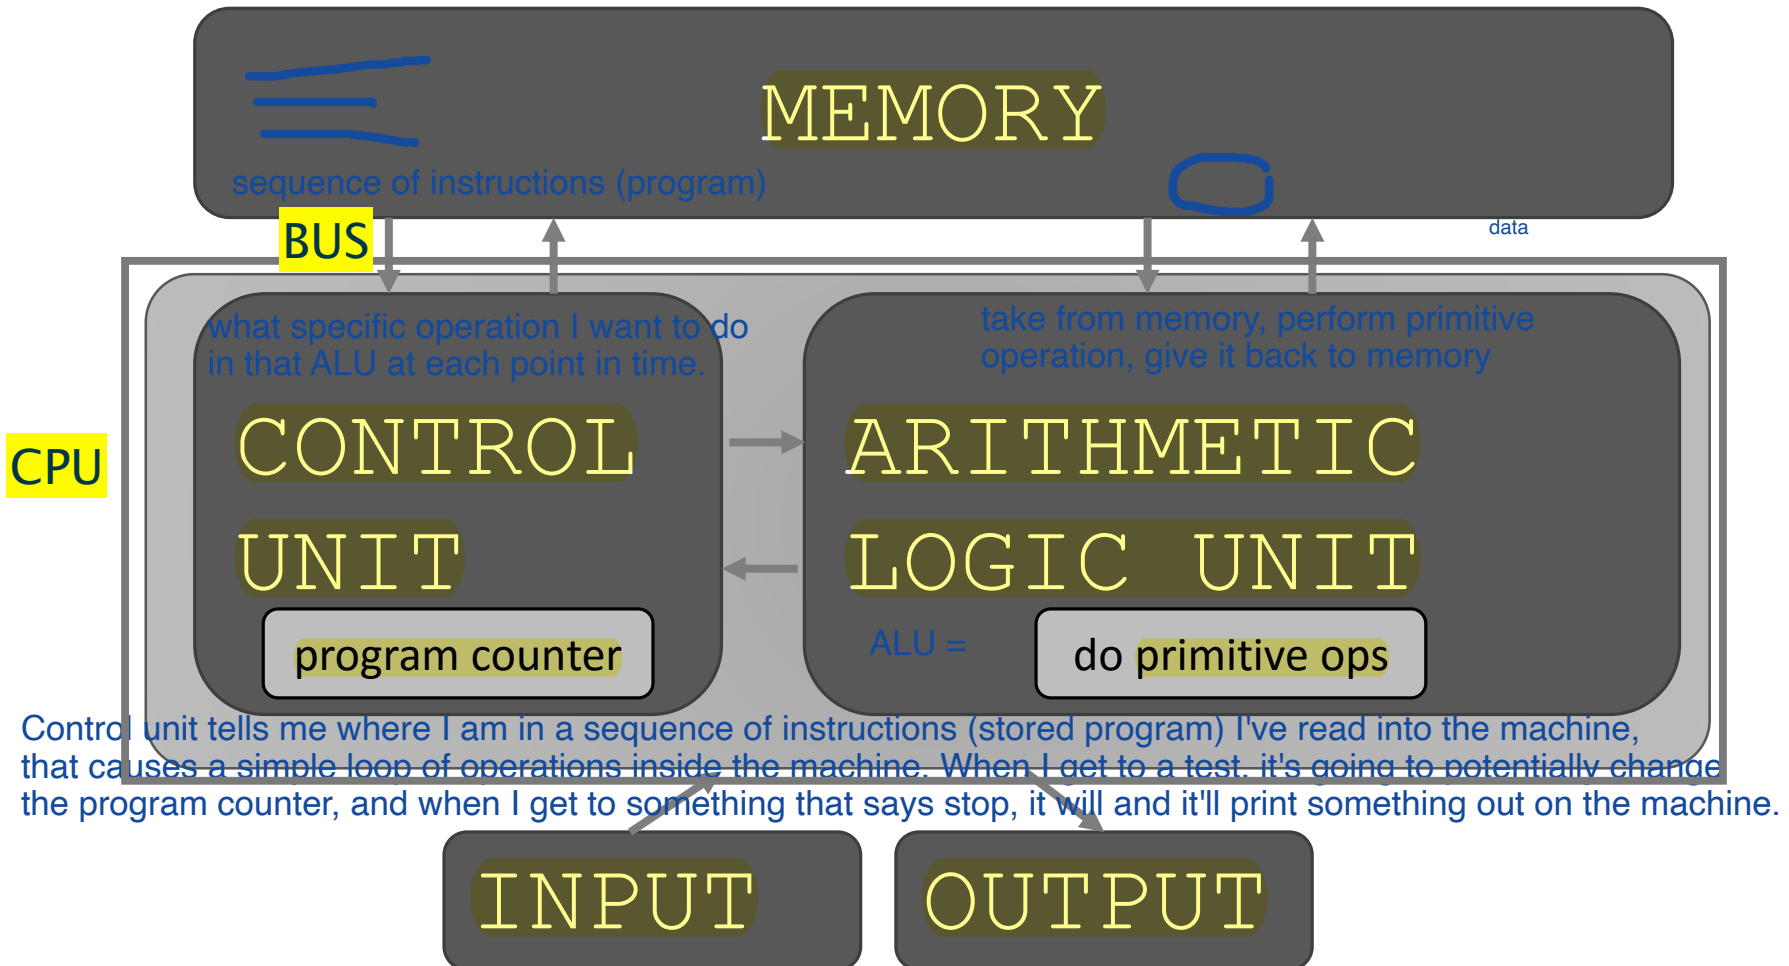 MEMORY
sequence of instructions (program)
BUS
data
what specific operation I want to do
in that ALU at each point in time.
take from memory, perform primitive
operation, give it back to memory
CPU
CONTROL
UNIT
ARITHMETIC
LOGIC UNIT
program counter
ALU =
do primitive ops
Control unit tells me where I am in a sequence of instructions (stored program) I've read into the machine,
that causes a simple loop of operations inside the machine. When I get to a test, it's going to potentially change
the program counter, and when I get to something that says stop, it will and it'll print something out on the machine.
INPUT
OUTPUT